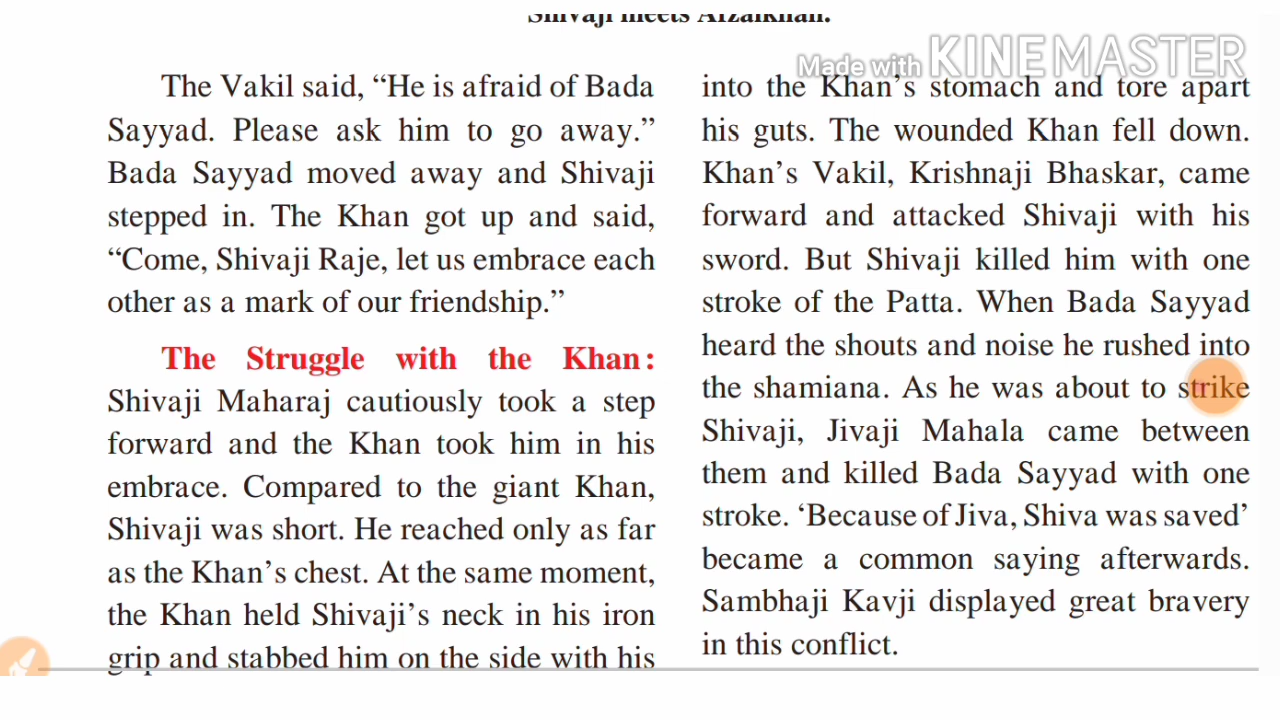 Shivaji meets Afzalkhan.
Made with KINEMASTER
The Vakil said, “He is afraid of Bada
Sayyad. Please ask him to go away.”
Bada Sayyad moved away and Shivaji
stepped in. The Khan got up and said,
“Come, Shivaji Raje, let us embrace each
other as a mark of our friendship.”
The Struggle with the Khan:
Shivaji Maharaj cautiously took a step
forward and the Khan took him in his
embrace. Compared to the giant Khan,
Shivaji was short. He reached only as far
as the Khan’s chest. At the same moment,
the Khan held Shivaji’s neck in his iron
grip and stabbed him on the side with his
into the Khan’s stomach and tore apart
his guts. The wounded Khan fell down.
Khan’s Vakil, Krishnaji Bhaskar, came
forward and attacked Shivaji with his
sword. But Shivaji killed him with one
stroke of the Patta. When Bada Sayyad
heard the shouts and noise he rushed into
the shamiana. As he was about to strike
Shivaji, Jivaji Mahala came between
them and killed Bada Sayyad with one
stroke. ‘Because of Jiva, Shiva was saved’
became a common saying afterwards.
Sambhaji Kavji displayed great bravery
in this conflict.